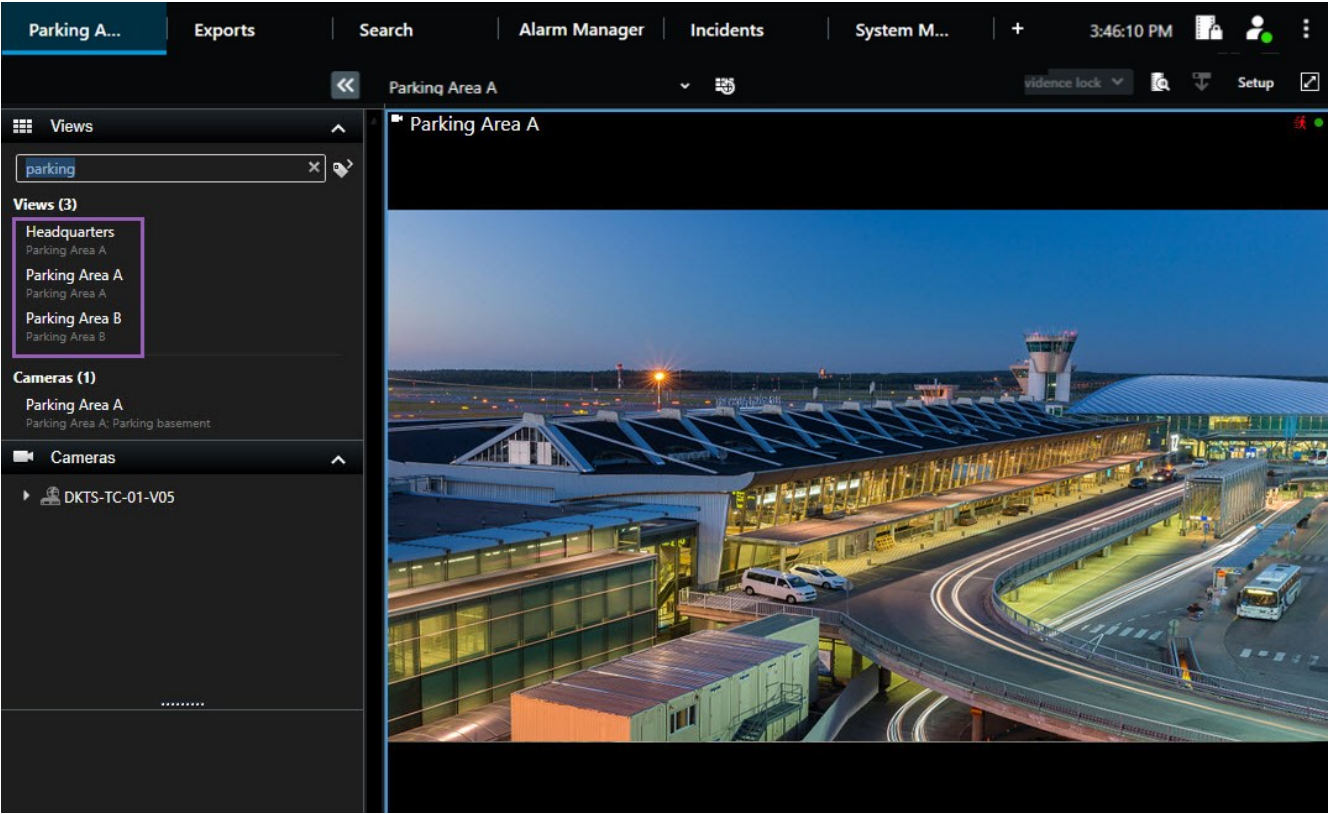 Parking A...
Exports
Search
Alarm Manager
Incidents
System M...
+
3:46:10 PM
Parking Area A
vidence lock
Setup
Views
Parking Area A
parking
Views (3)
Headquarters
Parking Area A
Parking Area A
Parking Area A
Parking Area B
Parking Area B
Cameras (1)
Parking Area A
Parking Area A; Parking basement
Cameras
DKTS-TC-01-V05